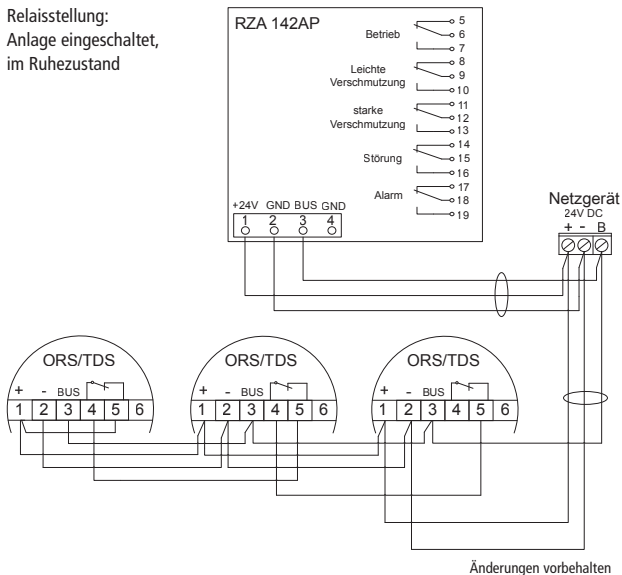 Relaisstellung:
Anlage eingeschaltet,
im Ruhezustand
RZA 142AP
Betrieb
5
6
7
Leichte
Verschmutzung
8
9
10
starke
Verschmutzung
11
12
13
Störung
14
15
16
Alarm
17
18
19
+24V GND BUS GND
1 2 3 4
Netzgerät
24V DC
+ - B
ORS/TDS
+ - BUS
1 2 3 4 5 6
ORS/TDS
+ - BUS
1 2 3 4 5 6
ORS/TDS
+ - BUS
1 2 3 4 5 6
Änderungen vorbehalten